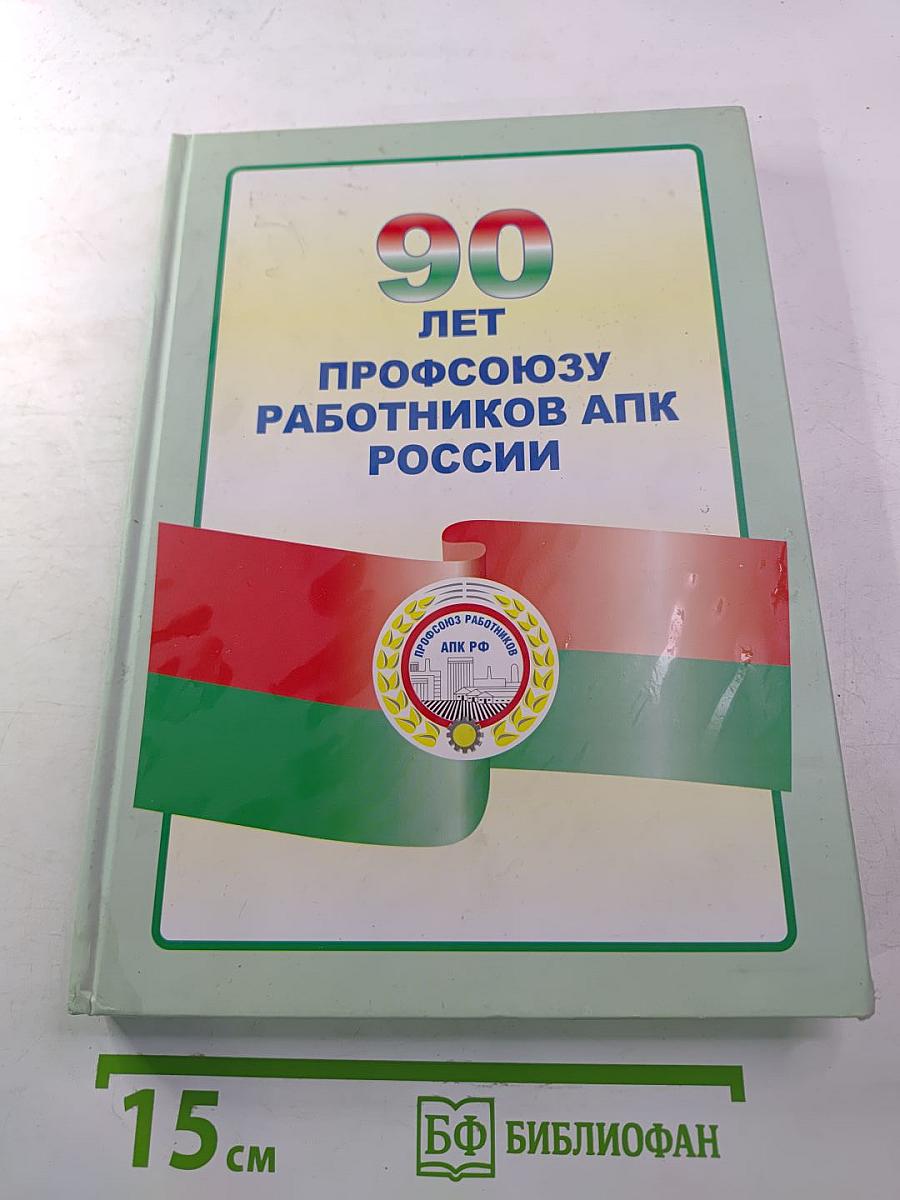 90
ЛЕТ
ПРОФСОЮЗУ
РАБОТНИКОВ АПК
РОССИИ
ПРОФСОЮЗ РАБОТНИКОВ
АПК РФ
15 см
БФ БИБЛИОФАН